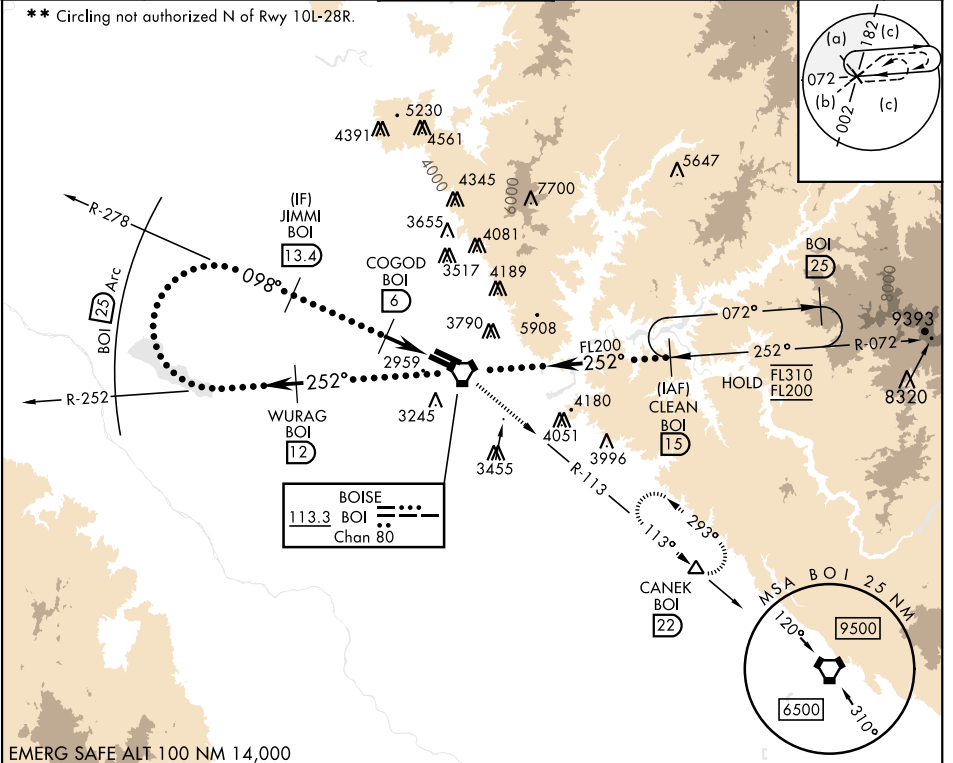 ** Circling not authorized N of Rwy 10L-28R.
(a)
182
(c)
072
(b)
002
(c)
5230
4391
4561
4000
4345
6000
7700
5647
3655
4081
3517
4189
3790
5908
R-278
(IF)
JIMMI
BOI
13.4
098°
COGOD
BOI
6
BOI 25 Arc
BOI
25
8000
9393
072°
252°
R-072
8320
FL200
252°
HOLD
FL310
FL200
(IAF)
CLEAN
BOI
15
2959
252°
R-252
WURAG
BOI
12
3245
4180
4051
3996
3455
R-113
BOISE
113.3 BOI
Chan 80
293°
113°
CANEK
BOI
22
MSA BOI 25 NM
120°
9500
6500
310°
EMERG SAFE ALT 100 NM 14,000